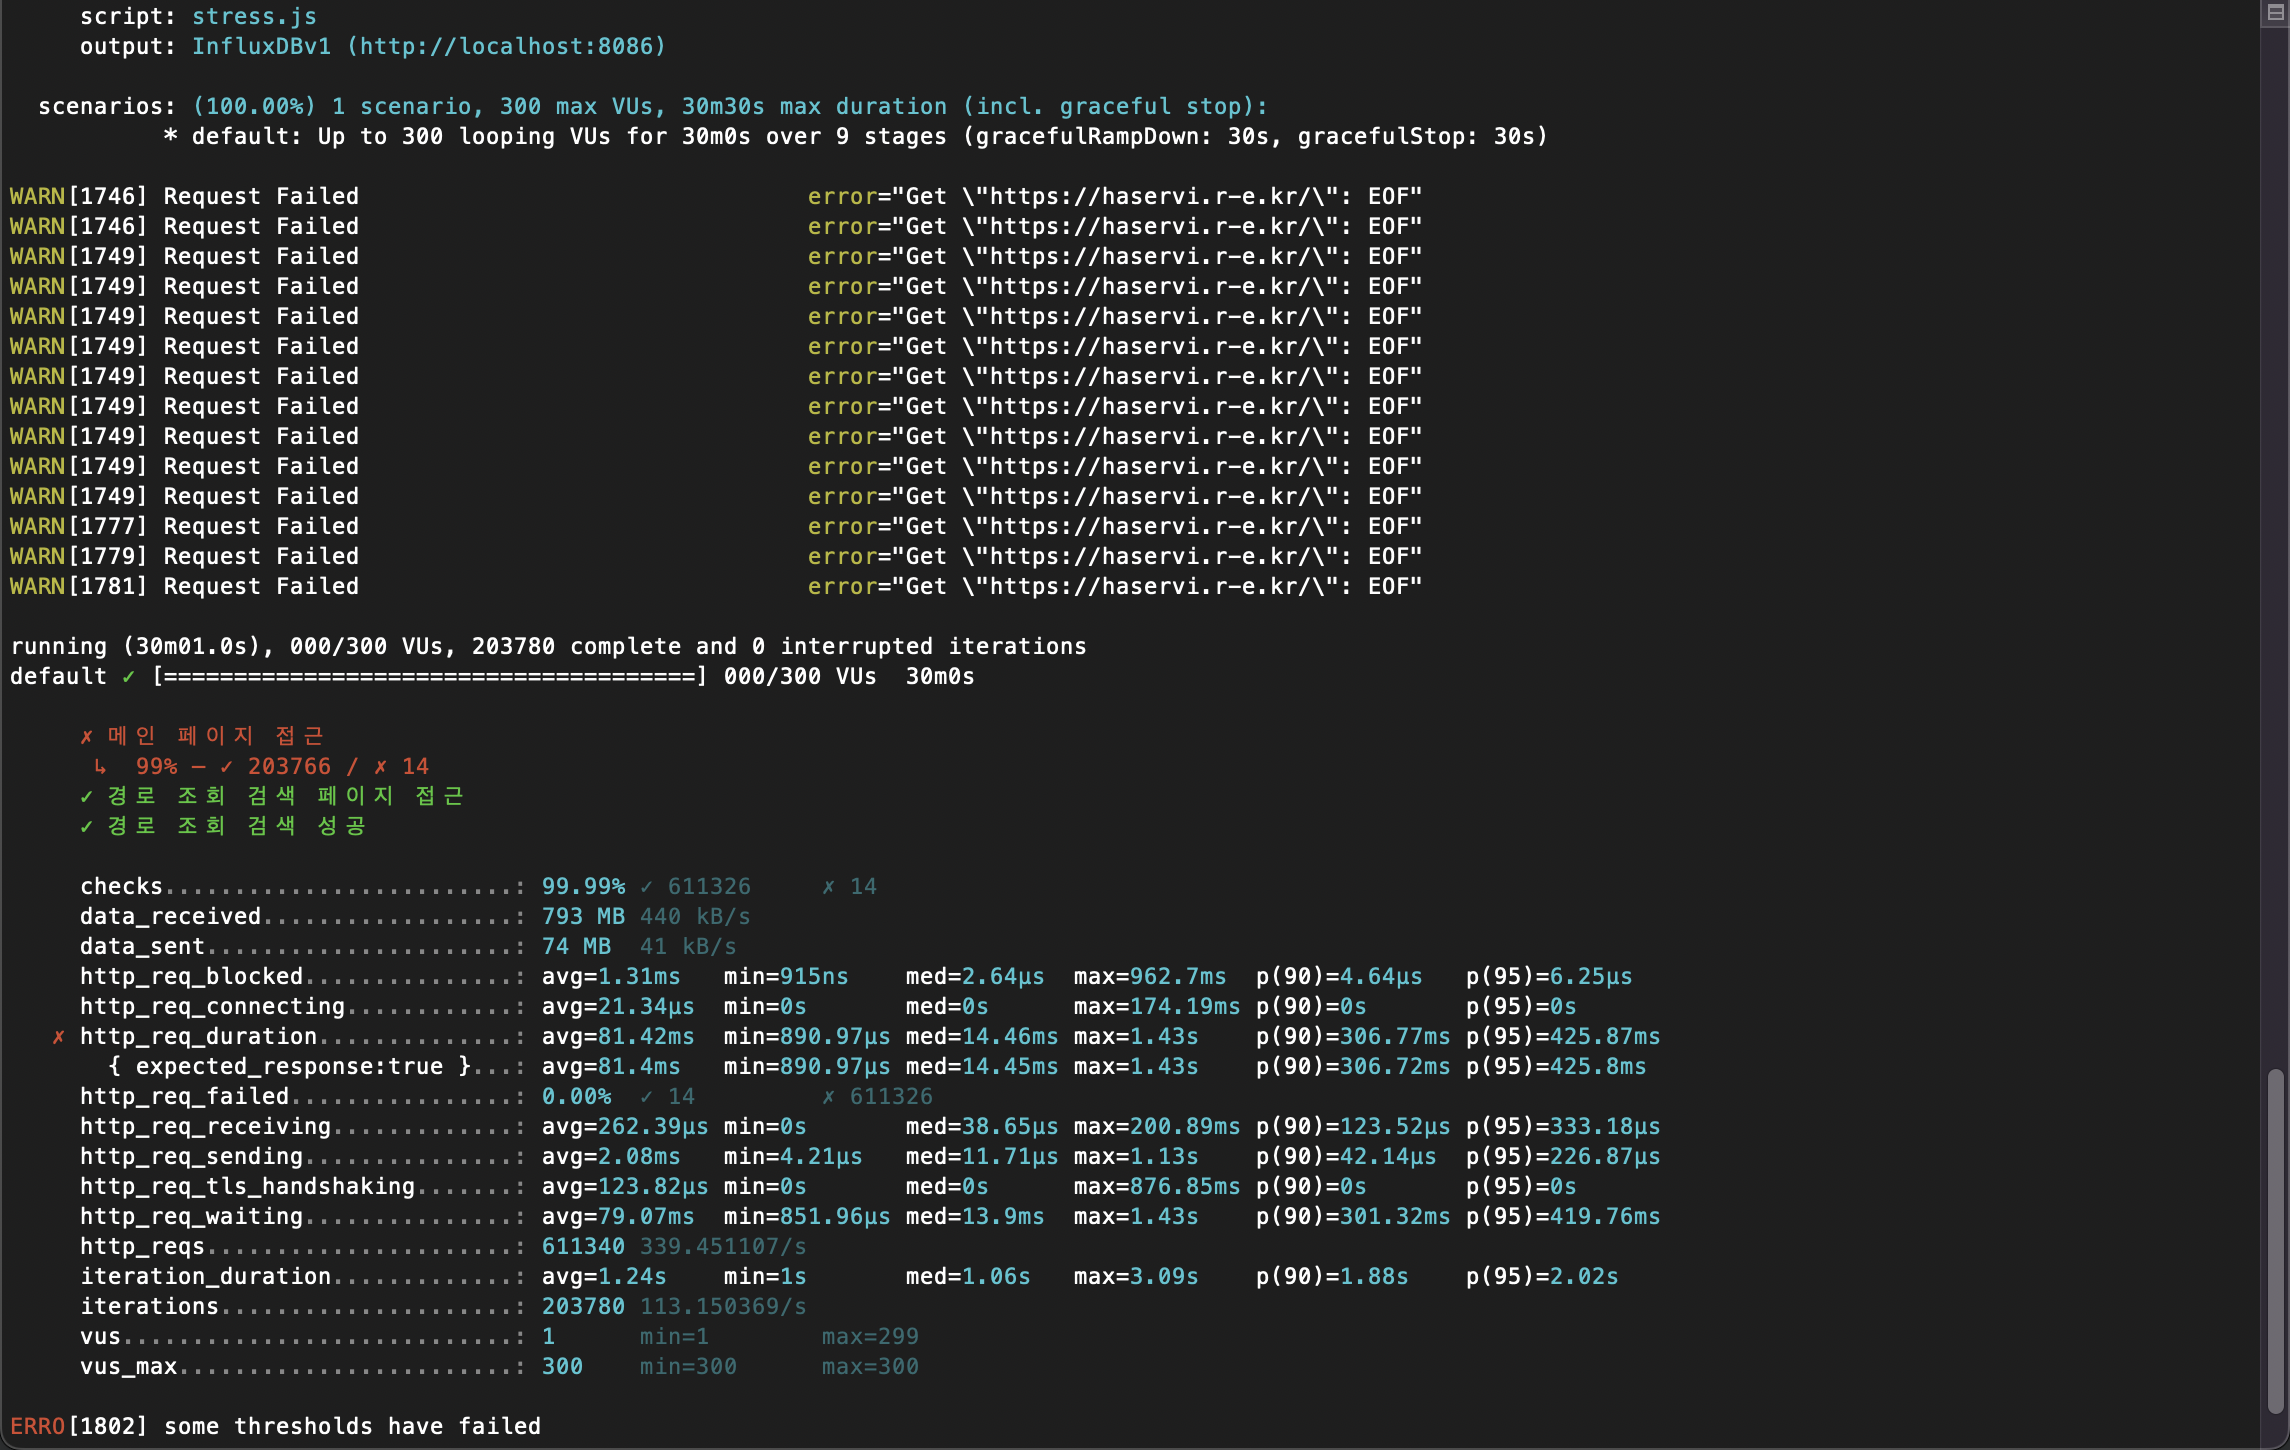 script: stress.js
output: InfluxDBv1 (http://localhost:8086)
scenarios: (100.00%) 1 scenario, 300 max VUs, 30m30s max duration (incl. graceful stop):
* default: Up to 300 looping VUs for 30m0s over 9 stages (gracefulRampDown: 30s, gracefulStop: 30s)
WARN[1746] Request Failed error="Get \"https://haservi.r-e.kr/\": EOF"
WARN[1746] Request Failed error="Get \"https://haservi.r-e.kr/\": EOF"
WARN[1749] Request Failed error="Get \"https://haservi.r-e.kr/\": EOF"
WARN[1749] Request Failed error="Get \"https://haservi.r-e.kr/\": EOF"
WARN[1749] Request Failed error="Get \"https://haservi.r-e.kr/\": EOF"
WARN[1749] Request Failed error="Get \"https://haservi.r-e.kr/\": EOF"
WARN[1749] Request Failed error="Get \"https://haservi.r-e.kr/\": EOF"
WARN[1749] Request Failed error="Get \"https://haservi.r-e.kr/\": EOF"
WARN[1749] Request Failed error="Get \"https://haservi.r-e.kr/\": EOF"
WARN[1749] Request Failed error="Get \"https://haservi.r-e.kr/\": EOF"
WARN[1749] Request Failed error="Get \"https://haservi.r-e.kr/\": EOF"
WARN[1777] Request Failed error="Get \"https://haservi.r-e.kr/\": EOF"
WARN[1779] Request Failed error="Get \"https://haservi.r-e.kr/\": EOF"
WARN[1781] Request Failed error="Get \"https://haservi.r-e.kr/\": EOF"
running (30m01.0s), 000/300 VUs, 203780 complete and 0 interrupted iterations
default ✓ [======================================] 000/300 VUs  30m0s
✗ 메인 페이지 접근
↳  99% — ✓ 203766 / ✗ 14
✓ 경로 조회 검색 페이지 접근
✓ 경로 조회 검색 성공
checks.........................: 99.99% ✓ 611326     ✗ 14
data_received..................: 793 MB 440 kB/s
data_sent......................: 74 MB  41 kB/s
http_req_blocked...............: avg=1.31ms   min=915ns     med=2.64µs  max=962.7ms  p(90)=4.64µs   p(95)=6.25µs
http_req_connecting............: avg=21.34µs  min=0s        med=0s      max=174.19ms p(90)=0s       p(95)=0s
✗ http_req_duration..............: avg=81.42ms  min=890.97µs med=14.46ms max=1.43s    p(90)=306.77ms p(95)=425.87ms
{ expected_response:true }...: avg=81.4ms   min=890.97µs med=14.45ms max=1.43s    p(90)=306.72ms p(95)=425.8ms
http_req_failed................: 0.00%  ✓ 14         ✗ 611326
http_req_receiving.............: avg=262.39µs min=0s        med=38.65µs max=200.89ms p(90)=123.52µs p(95)=333.18µs
http_req_sending...............: avg=2.08ms   min=4.21µs    med=11.71µs max=1.13s    p(90)=42.14µs  p(95)=226.87µs
http_req_tls_handshaking.......: avg=123.82µs min=0s        med=0s      max=876.85ms p(90)=0s       p(95)=0s
http_req_waiting...............: avg=79.07ms  min=851.96µs med=13.9ms  max=1.43s    p(90)=301.32ms p(95)=419.76ms
http_reqs......................: 611340 339.451107/s
iteration_duration.............: avg=1.24s    min=1s        med=1.06s   max=3.09s    p(90)=1.88s    p(95)=2.02s
iterations.....................: 203780 113.150369/s
vus............................: 1      min=1        max=299
vus_max........................: 300    min=300      max=300
ERRO[1802] some thresholds have failed